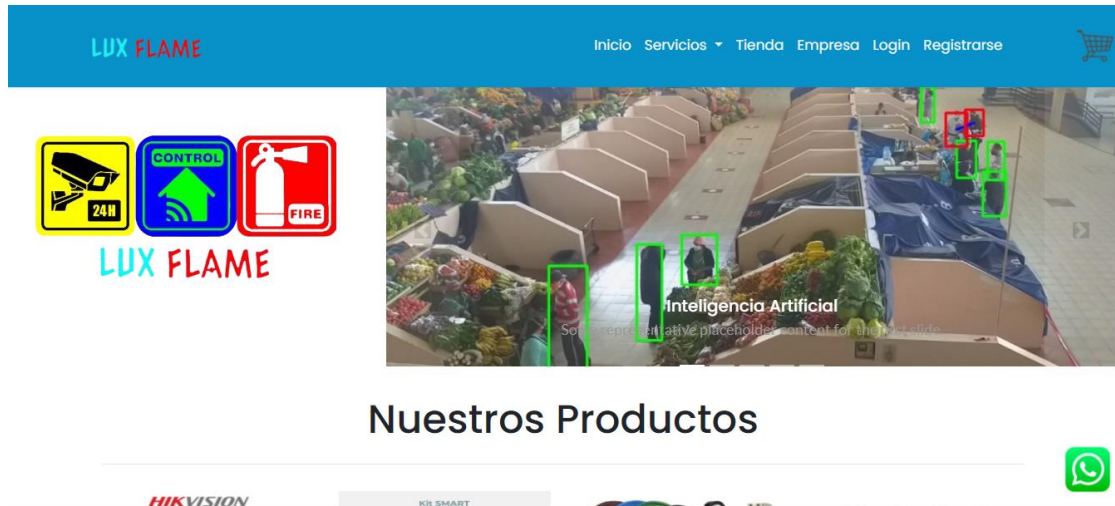 LUX FLAME
Inicio Servicios Tienda Empresa Login Registrarse
24H
CONTROL
FIRE
LUX FLAME
Inteligencia Artificial
Some representative placeholder content for the first slide.
Nuestros Productos
HIKVISION
Kit SMART